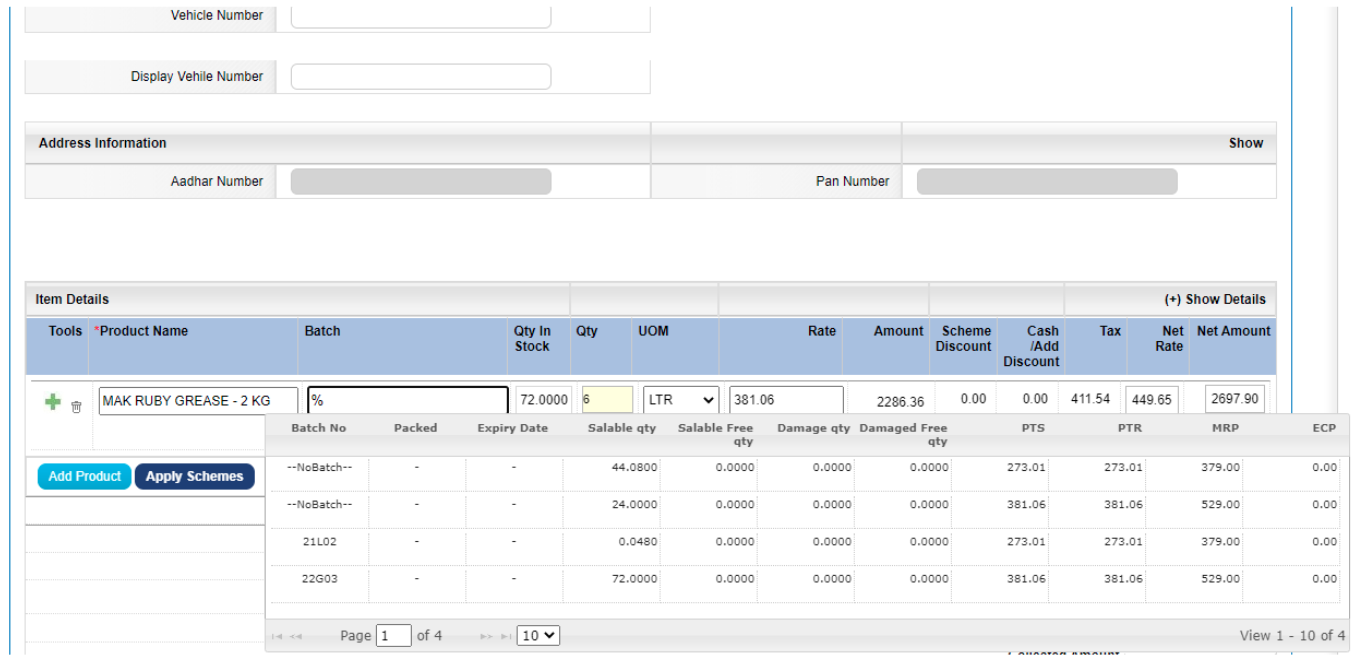 Vehicle Number
Display Vehile Number
Address Information Show
Aadhar Number Pan Number
Item Details (+) Show Details
Tools *Product Name Batch Qty In Stock Qty UOM Rate Amount Scheme Discount Cash /Add Discount Tax Net Rate Net Amount
MAK RUBY GREASE - 2 KG % 72.0000 6 LTR 381.06 2286.36 0.00 0.00 411.54 449.65 2697.90
Batch No Packed Expiry Date Salable qty Salable Free qty Damage qty Damaged Free qty PTS PTR MRP ECP
--NoBatch-- - - 44.0800 0.0000 0.0000 0.0000 273.01 273.01 379.00 0.00
Add Product Apply Schemes
--NoBatch-- - - 24.0000 0.0000 0.0000 0.0000 381.06 381.06 529.00 0.00
21L02 - - 0.0480 0.0000 0.0000 0.0000 273.01 273.01 379.00 0.00
22G03 - - 72.0000 0.0000 0.0000 0.0000 381.06 381.06 529.00 0.00
Page 1 of 4 10 View 1 - 10 of 4